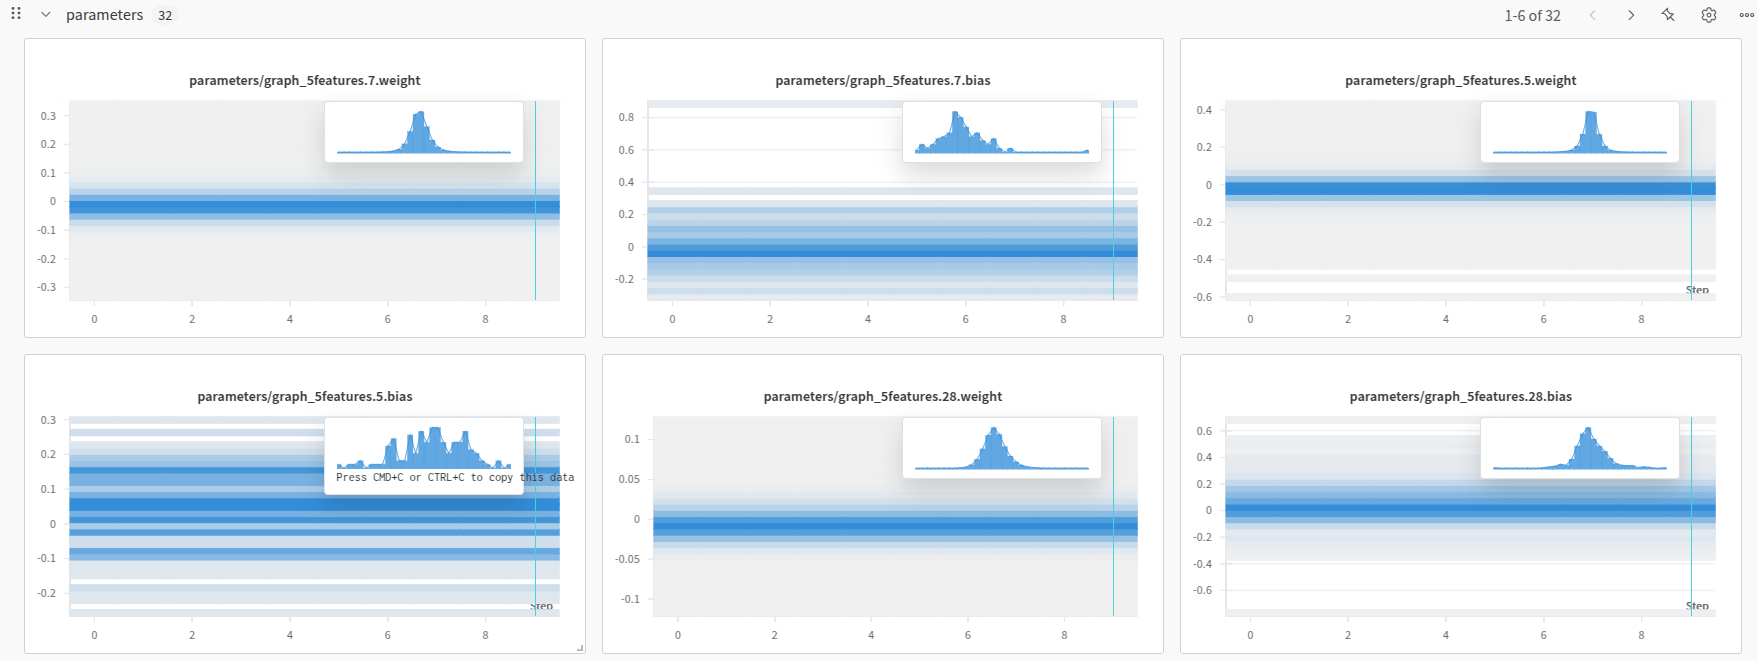 parameters 32
1-6 of 32
parameters/graph_5features.7.weight
0.3
0.2
0.1
0
-0.1
-0.2
-0.3
0 2 4 6 8
parameters/graph_5features.7.bias
0.8
0.6
0.4
0.2
0
-0.2
0 2 4 6 8
parameters/graph_5features.5.weight
0.4
0.2
0
-0.2
-0.4
-0.6
Step
0 2 4 6 8
parameters/graph_5features.5.bias
0.3
0.2
0.1
0
-0.1
-0.2
Press CMD+C or CTRL+C to copy this data
Step
0 2 4 6 8
parameters/graph_5features.28.weight
0.1
0.05
0
-0.05
-0.1
0 2 4 6 8
parameters/graph_5features.28.bias
0.6
0.4
0.2
0
-0.2
-0.4
-0.6
Step
0 2 4 6 8